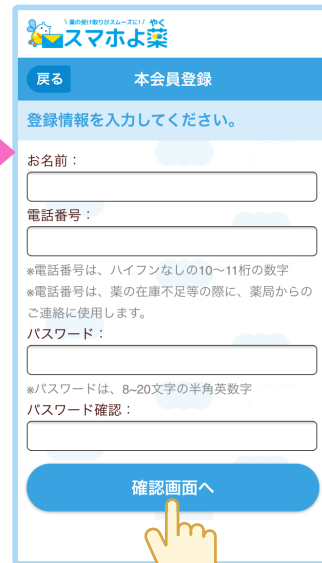 薬の受け取りがスムーズに!
やく
スマホよ薬
戻る
本会員登録
登録情報を入力してください。
お名前：
電話番号：
※電話番号は、ハイフンなしの10〜11桁の数字
※電話番号は、薬の在庫不足等の際に、薬局からの
ご連絡に使用します。
パスワード：
※パスワードは、8~20文字の半角英数字
パスワード確認：
確認画面へ